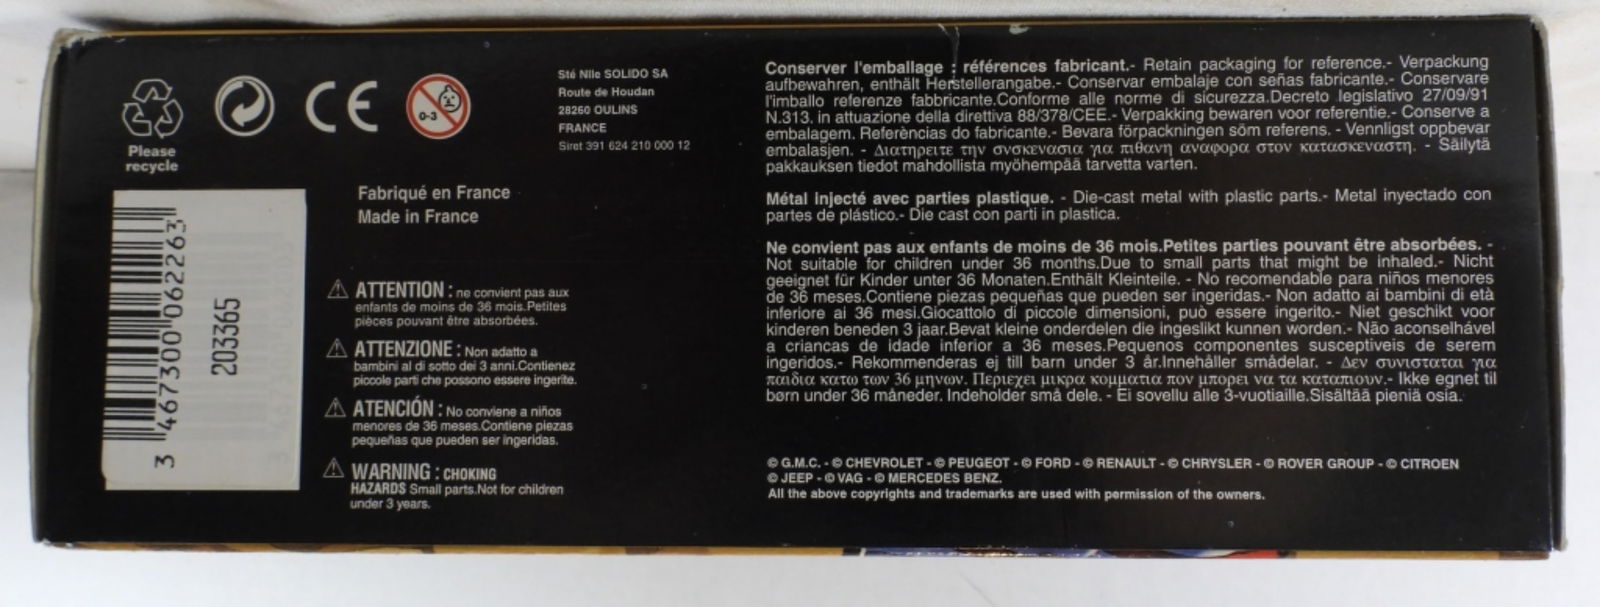 Please
recycle
CE
0-3
Sté Nlle SOLIDO SA
Route de Houdan
28260 OULINS
FRANCE
Siret 391 624 210 000 12
3 467300 062263
203365
Fabriqué en France
Made in France
ATTENTION : ne convient pas aux
enfants de moins de 36 mois.Petites
pièces pouvant être absorbées.
ATTENZIONE : Non adatto a
bambini al di sotto dei 3 anni.Contienez
piccole parti che possono essere ingerite.
ATENCIÓN : No conviene a niños
menores de 36 meses.Contiene piezas
pequeñas que pueden ser ingeridas.
WARNING : CHOKING
HAZARDS Small parts.Not for children
under 3 years.
Conserver l'emballage : références fabricant.- Retain packaging for reference.- Verpackung
aufbewahren, enthält Herstellerangabe.- Conservar embalaje con señas fabricante.- Conservare
l'imballo referenze fabbricante.Conforme alle norme di sicurezza.Decreto legislativo 27/09/91
N.313. in attuazione della direttiva 88/378/CEE.- Verpakking bewaren voor referentie.- Conserve a
embalagem. Referências do fabricante.- Bevara förpackningen söm referens. - Vennligst oppbevar
embalasjen. - Διατηρειτε την συσκενασια για πιθανη αναφορα στον κατασκεναστη. - Säilytä
pakkauksen tiedot mahdollista myöhempää tarvetta varten.
Métal injecté avec parties plastique. - Die-cast metal with plastic parts.- Metal inyectado con
partes de plástico.- Die cast con parti in plastica.
Ne convient pas aux enfants de moins de 36 mois.Petites parties pouvant être absorbées. -
Not suitable for children under 36 months.Due to small parts that might be inhaled.- Nicht
geeignet für Kinder unter 36 Monaten.Enthält Kleinteile. - No recomendable para niños menores
de 36 meses.Contiene piezas pequeñas que pueden ser ingeridas.- Non adatto ai bambini di età
inferiore ai 36 mesi.Giocattolo di piccole dimensioni, può essere ingerito.- Niet geschikt voor
kinderen beneden 3 jaar.Bevat kleine onderdelen die ingeslikt kunnen worden.- Não aconselhável
a criancas de idade inferior a 36 meses.Pequenos componentes susceptiveis de serem
ingeridos.- Rekommenderas ej till barn under 3 år.Innehåller smådelar. - Δεν συνισταται για
παιδια κατω των 36 μηνων. Περιεχει μικρα κομματια πον μπορει να τα καταπιουν.- Ikke egnet til
børn under 36 måneder. Indeholder små dele. - Ei sovellu alle 3-vuotiaille.Sisältää pieniä osia.
© G.M.C. - © CHEVROLET - © PEUGEOT - © FORD - © RENAULT - © CHRYSLER - © ROVER GROUP - © CITROEN
© JEEP - © VAG - © MERCEDES BENZ.
All the above copyrights and trademarks are used with permission of the owners.